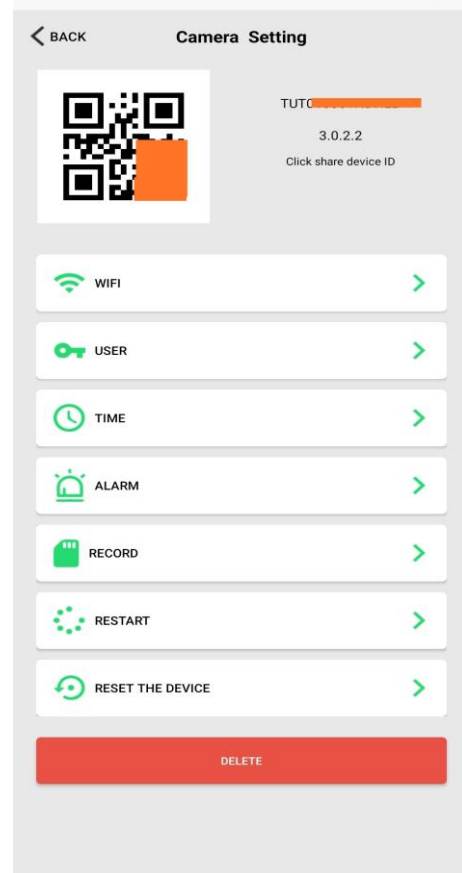 BACK
Camera Setting
3.0.2.2
Click share device ID
WIFI
USER
TIME
ALARM
RECORD
RESTART
RESET THE DEVICE
DELETE